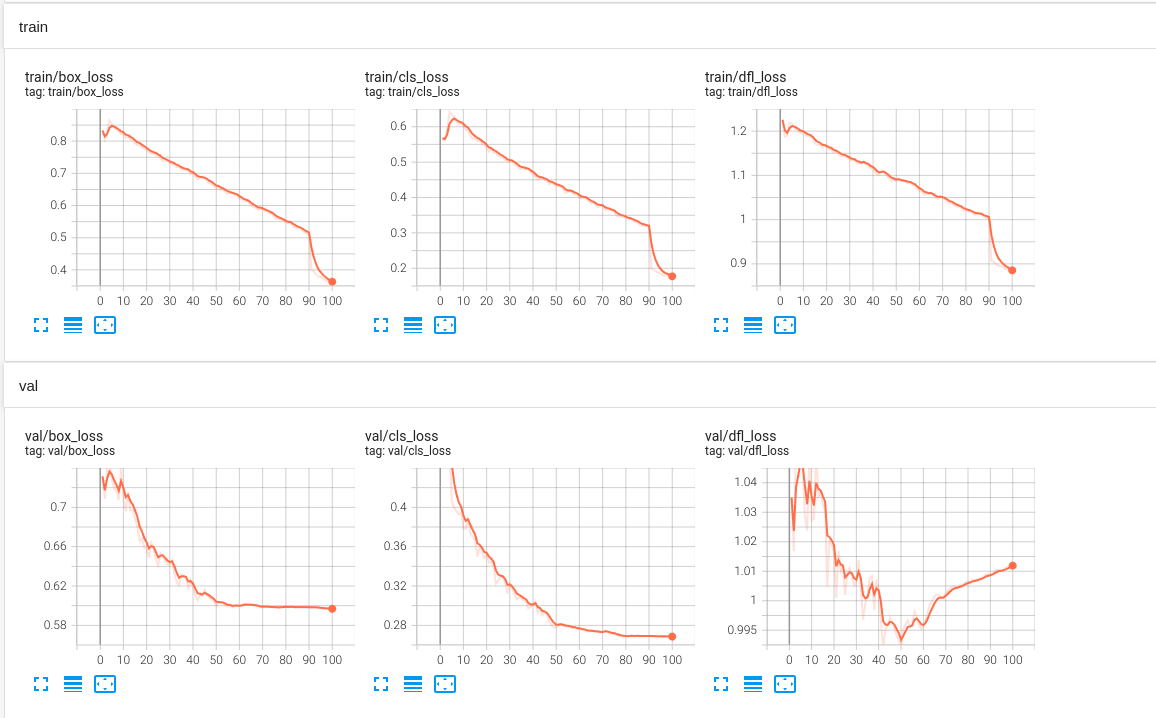 train
train/box_loss
tag: train/box_loss
0.8
0.7
0.6
0.5
0.4
0 10 20 30 40 50 60 70 80 90 100
train/cls_loss
tag: train/cls_loss
0.6
0.5
0.4
0.3
0.2
0 10 20 30 40 50 60 70 80 90 100
train/dfl_loss
tag: train/dfl_loss
1.2
1.1
1
0.9
0 10 20 30 40 50 60 70 80 90 100
val
val/box_loss
tag: val/box_loss
0.7
0.66
0.62
0.58
0 10 20 30 40 50 60 70 80 90 100
val/cls_loss
tag: val/cls_loss
0.4
0.36
0.32
0.28
0 10 20 30 40 50 60 70 80 90 100
val/dfl_loss
tag: val/dfl_loss
1.04
1.03
1.02
1.01
1
0.995
0 10 20 30 40 50 60 70 80 90 100